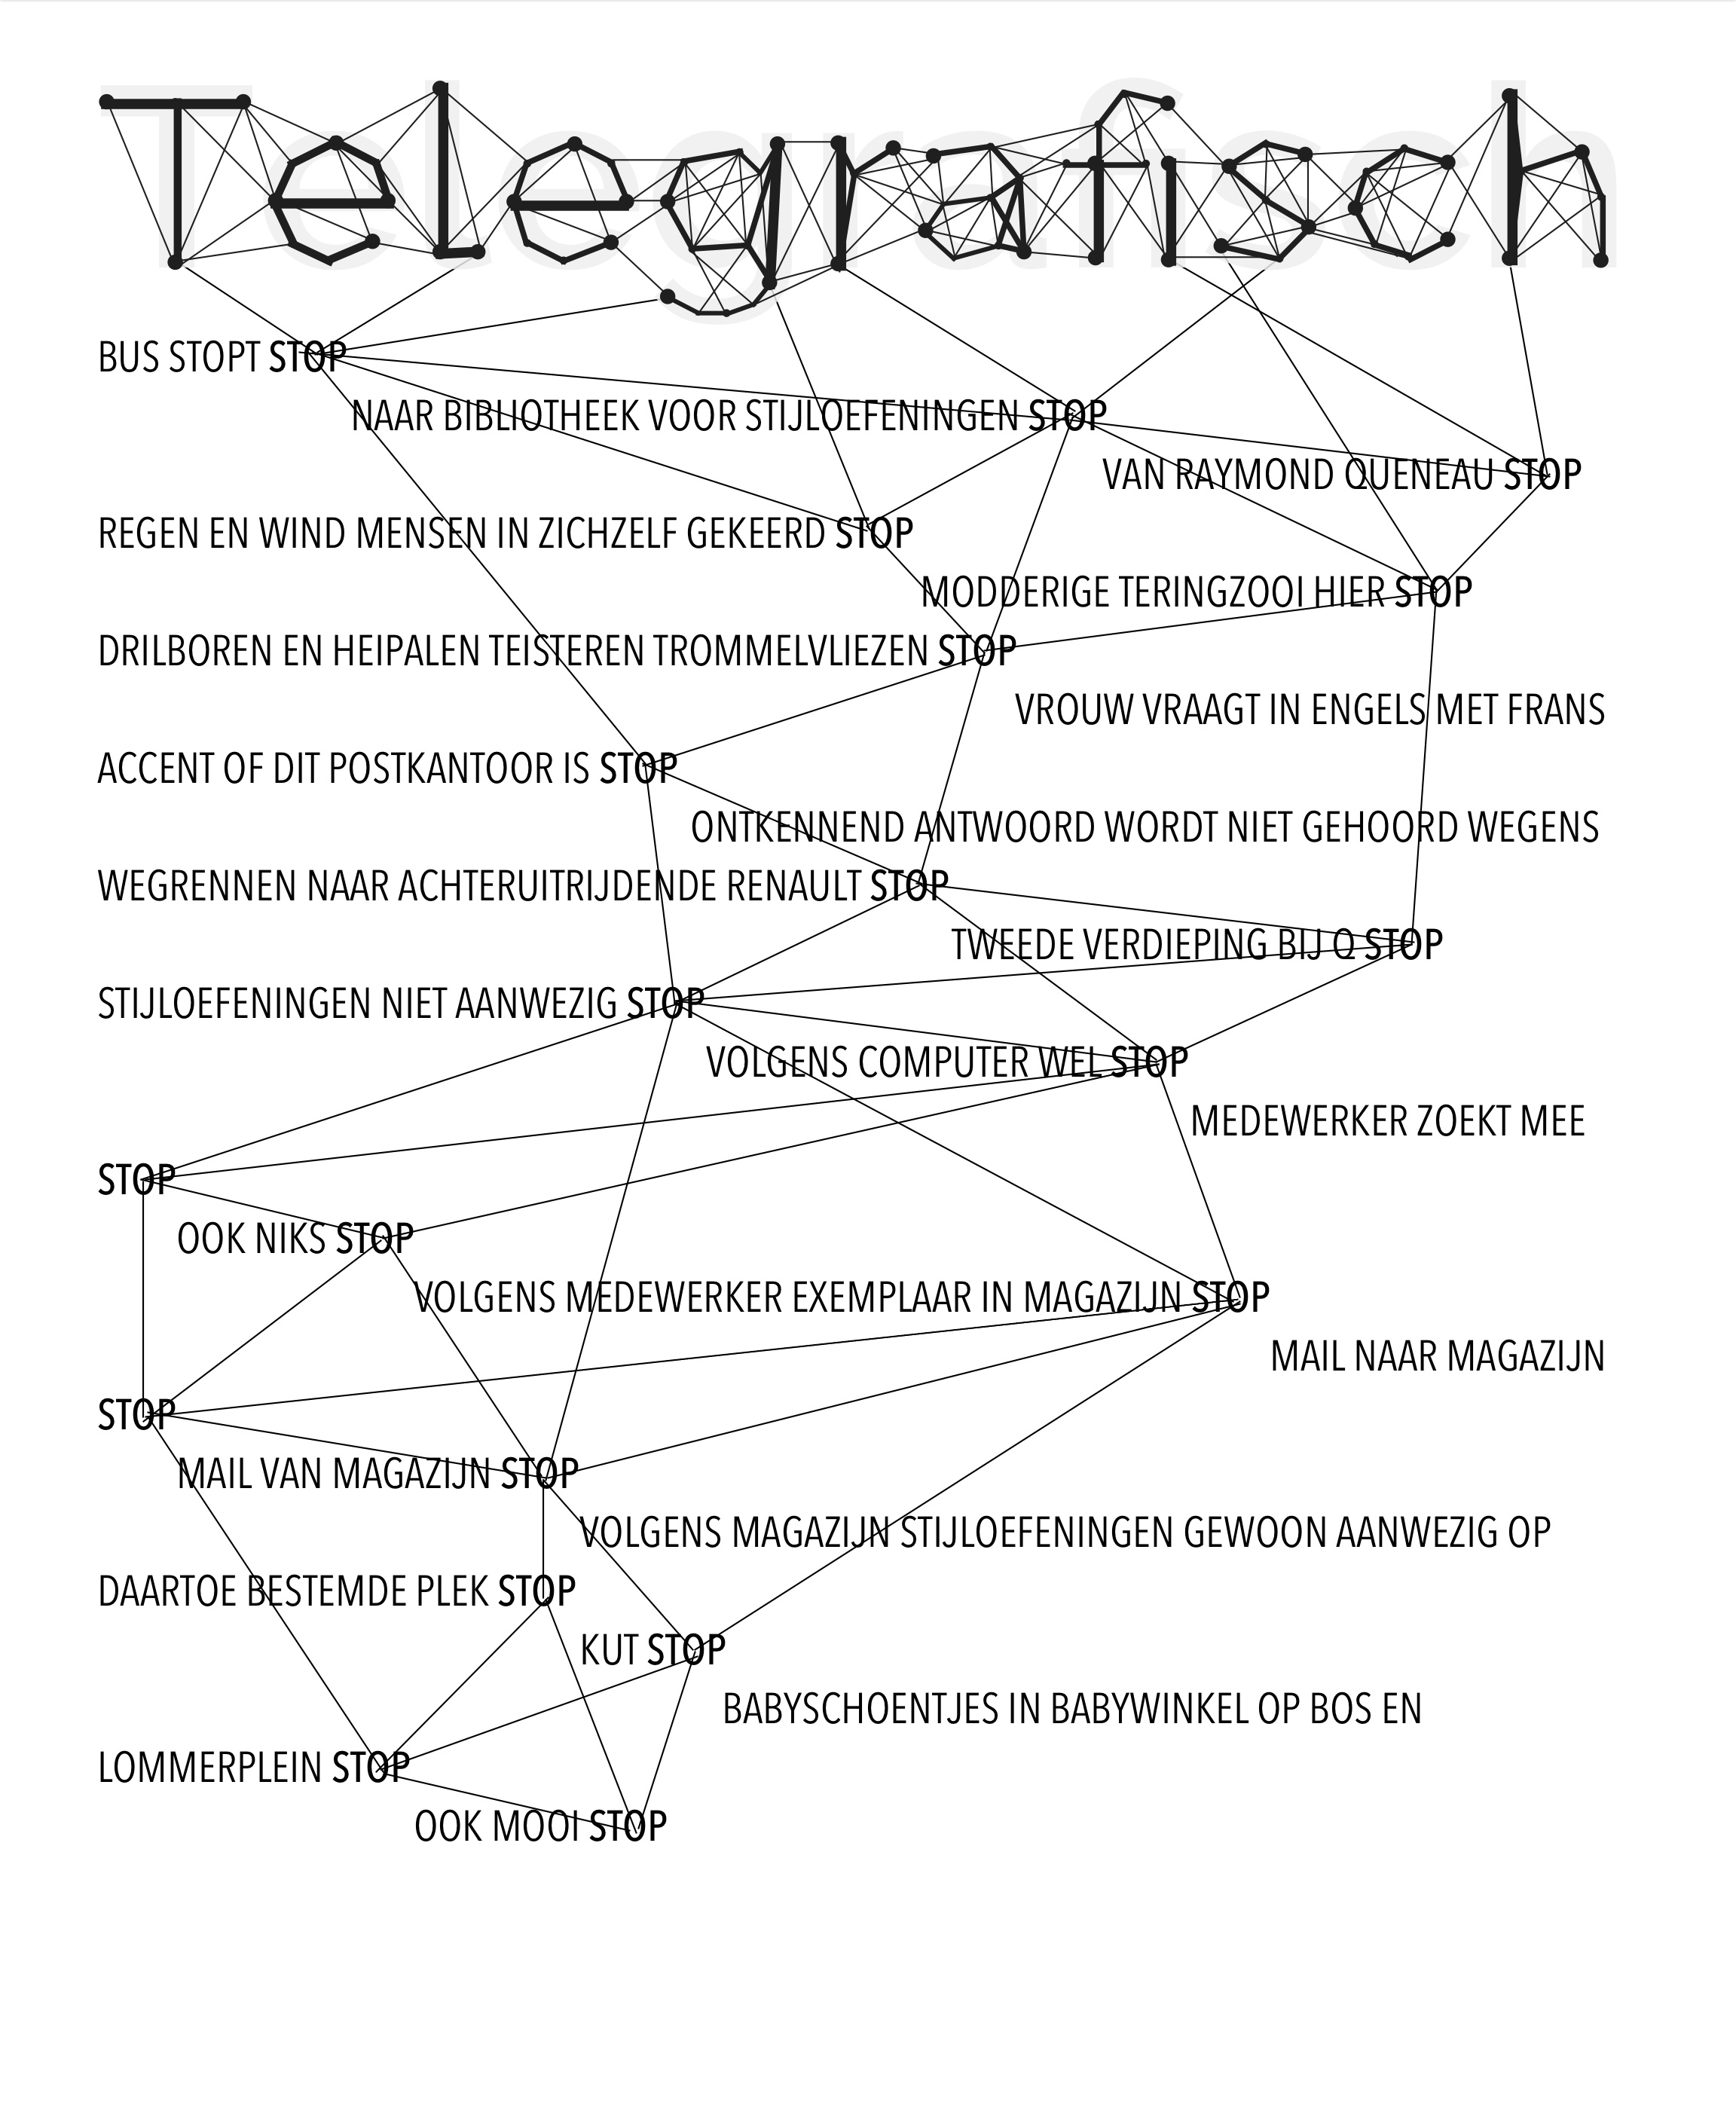 Telegrafisch
BUS STOPT STOP
NAAR BIBLIOTHEEK VOOR STIJLOEFENINGEN STOP
VAN RAYMOND QUENEAU STOP
REGEN EN WIND MENSEN IN ZICHZELF GEKEERD STOP
MODDERIGE TERINGZOOI HIER STOP
DRILBOREN EN HEIPALEN TEISTEREN TROMMELVLIEZEN STOP
VROUW VRAAGT IN ENGELS MET FRANS
ACCENT OF DIT POSTKANTOOR IS STOP
ONTKENNEND ANTWOORD WORDT NIET GEHOORD WEGENS
WEGRENNEN NAAR ACHTERUITRIJDENDE RENAULT STOP
TWEEDE VERDIEPING BIJ Q STOP
STIJLOEFENINGEN NIET AANWEZIG STOP
VOLGENS COMPUTER WEL STOP
MEDEWERKER ZOEKT MEE
STOP
OOK NIKS STOP
VOLGENS MEDEWERKER EXEMPLAAR IN MAGAZIJN STOP
MAIL NAAR MAGAZIJN
STOP
MAIL VAN MAGAZIJN STOP
VOLGENS MAGAZIJN STIJLOEFENINGEN GEWOON AANWEZIG OP
DAARTOE BESTEMDE PLEK STOP
KUT STOP
BABYSCHOENTJES IN BABYWINKEL OP BOS EN
LOMMERPLEIN STOP
OOK MOOI STOP